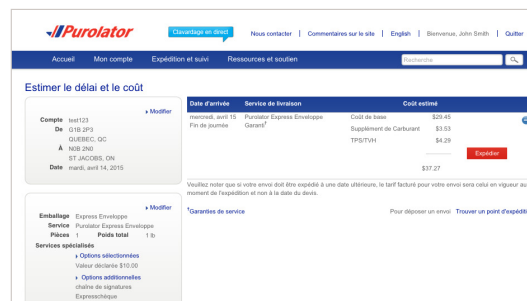 Purolator
Clavardage en direct
Nous contacter | Commentaires sur le site | English | Bienvenue, John Smith | Quitter
Accueil Mon compte Expédition et suivi Ressources et soutien Recherche
Estimer le délai et le coût
Modifier
Compte test123
De G1B 2P3
QUEBEC, QC
À N0B 2N0
ST JACOBS, ON
Date mardi, avril 14, 2015
Date d'arrivée Service de livraison Coût estimé
mercredi, avril 15 Purolator Express Enveloppe Coût de base $29.45
Fin de journée Garanti† Supplément de Carburant $3.53
TPS/TVH $4.29
Expédier
$37.27
Veuillez noter que si votre envoi doit être expédié à une date ultérieure, le tarif facturé pour votre envoi sera celui en vigueur au
moment de l'expédition et non à la date du devis.
†Garanties de service Pour déposer un envoi Trouver un point d'expéditi
Modifier
Emballage Express Enveloppe
Service Purolator Express Enveloppe
Pièces 1 Poids total 1 lb
Services spécialisés
Options sélectionnées
Valeur déclarée $10.00
Options additionnelles
chaîne de signatures
Expresschèque